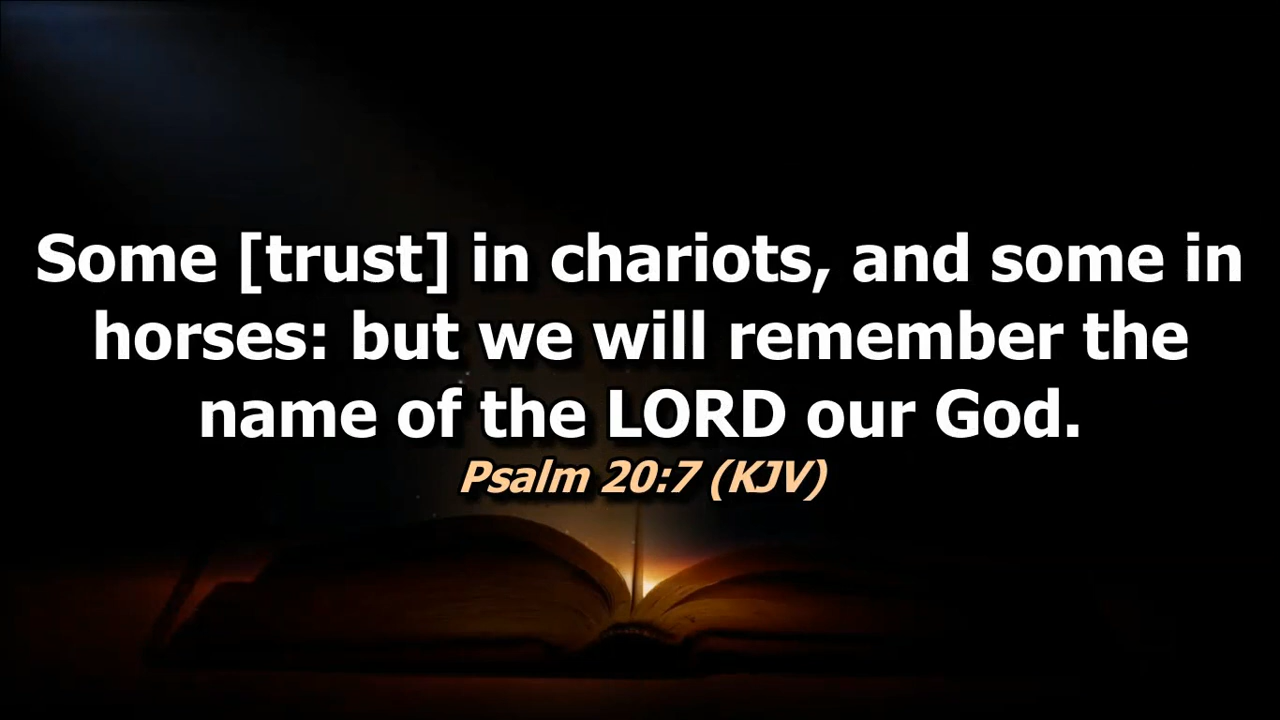 Some [trust] in chariots, and some in
horses: but we will remember the
name of the LORD our God.
Psalm 20:7 (KJV)